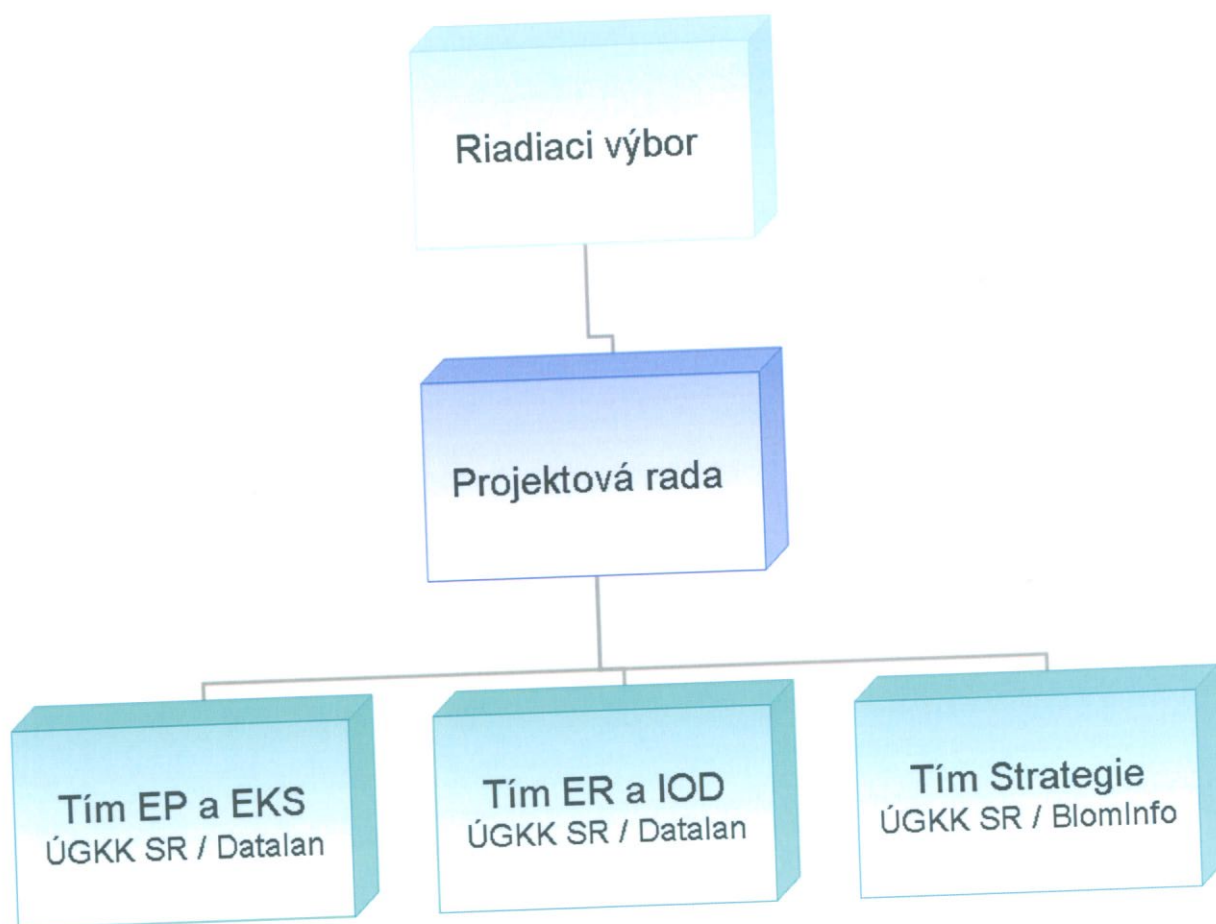 Riadiaci výbor
Projektová rada
Tím EP a EKS
ÚGKK SR / Datalan
Tím ER a IOD
ÚGKK SR / Datalan
Tím Strategie
ÚGKK SR / BlomInfo